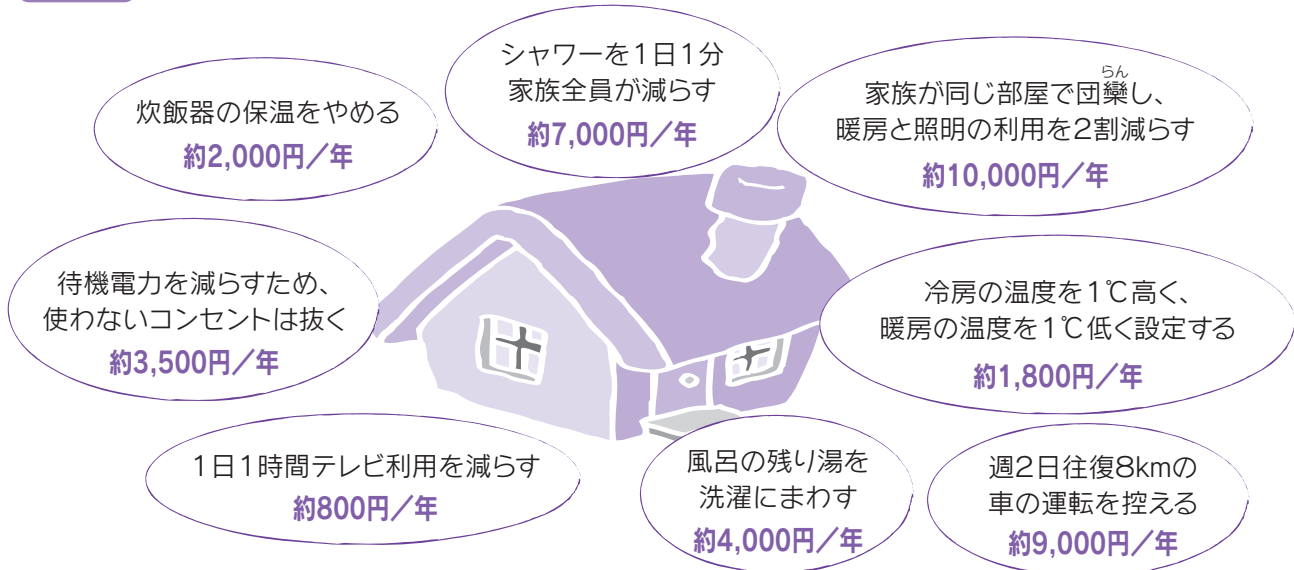 シャワーを1日1分
家族全員が減らす
約7,000円／年
炊飯器の保温をやめる
約2,000円／年
らん
家族が同じ部屋で団欒し、
暖房と照明の利用を2割減らす
約10,000円／年
待機電力を減らすため、
使わないコンセントは抜く
約3,500円／年
冷房の温度を1℃高く、
暖房の温度を1℃低く設定する
約1,800円／年
1日1時間テレビ利用を減らす
約800円／年
風呂の残り湯を
洗濯にまわす
約4,000円／年
週2日往復8kmの
車の運転を控える
約9,000円／年